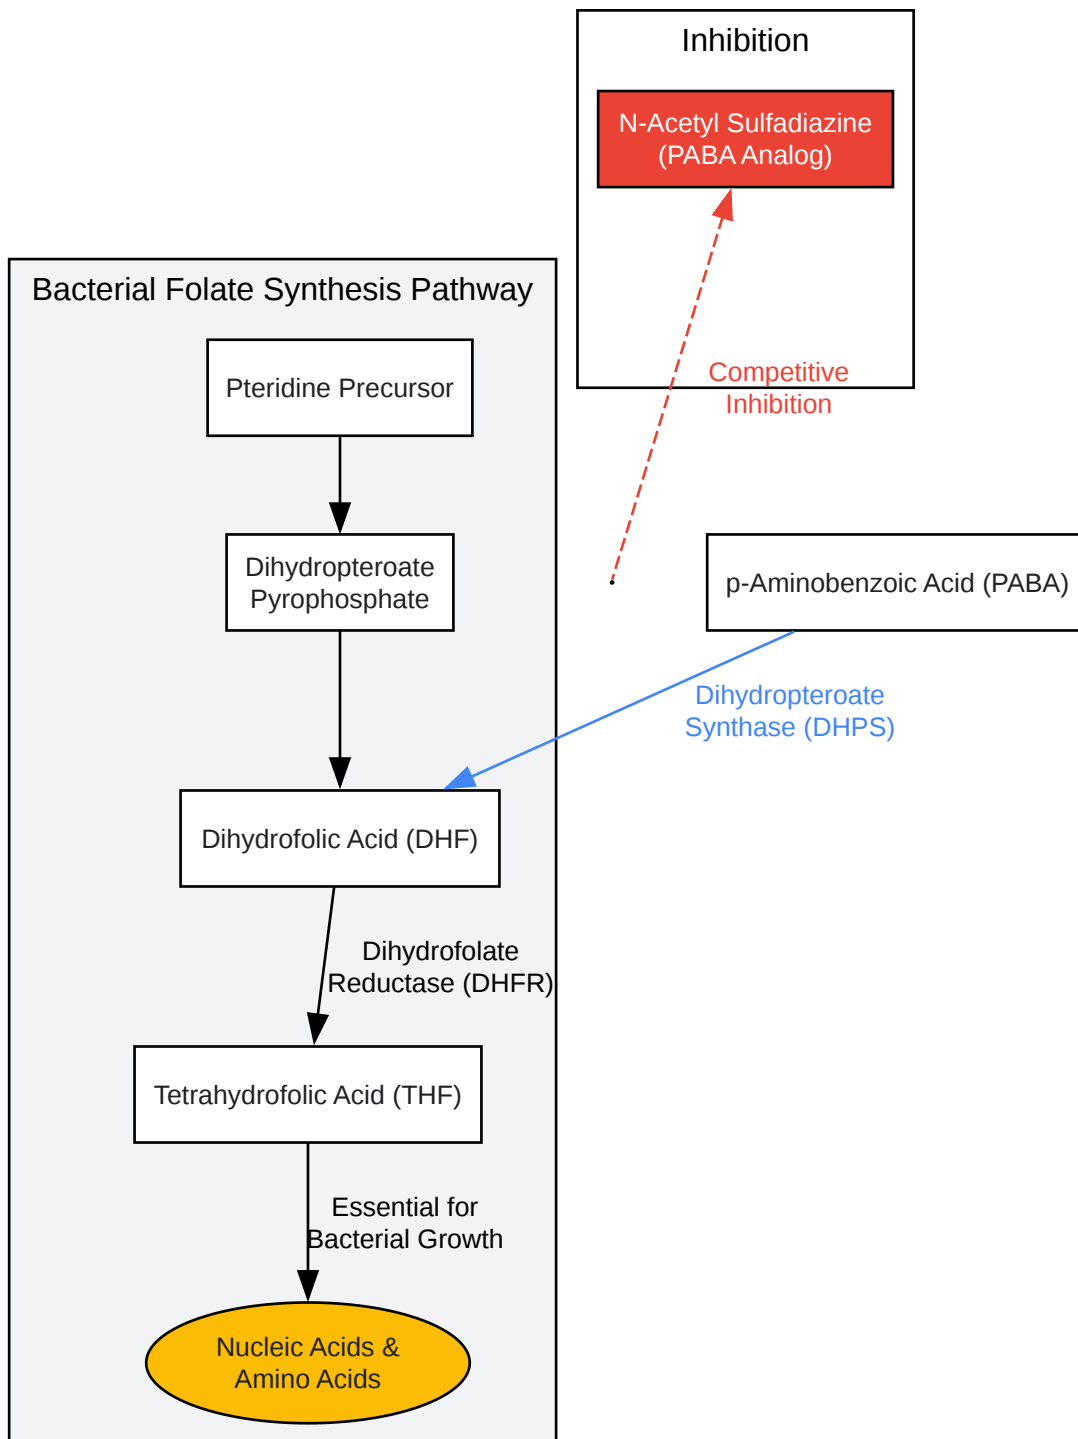 Inhibition
N-Acetyl Sulfadiazine
(PABA Analog)
Bacterial Folate Synthesis Pathway
Pteridine Precursor
Competitive
Inhibition
Dihydropteroate
Pyrophosphate
p-Aminobenzoic Acid (PABA)
Dihydropteroate
Synthase (DHPS)
Dihydrofolic Acid (DHF)
Dihydrofolate
Reductase (DHFR)
Tetrahydrofolic Acid (THF)
Essential for
Bacterial Growth
Nucleic Acids &
Amino Acids